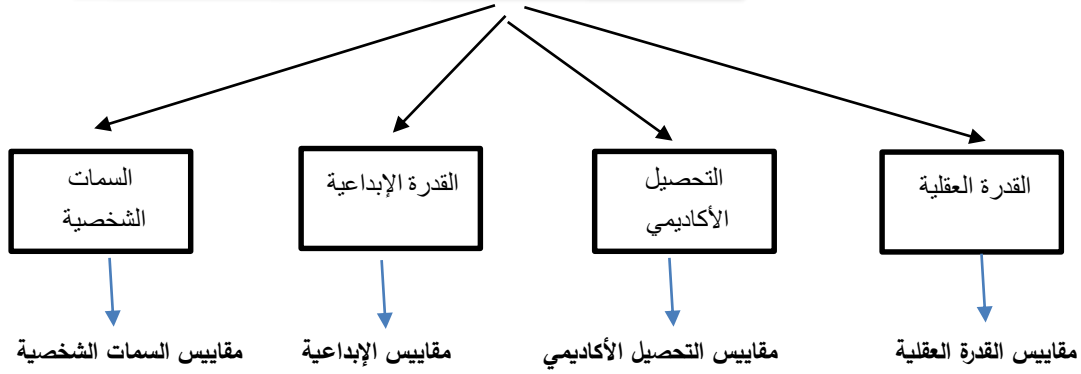 القدرة العقلية
التحصيل
الأكاديمي
القدرة الإبداعية
السمات
الشخصية
مقاييس القدرة العقلية
مقاييس التحصيل الأكاديمي
مقاييس الإبداعية
مقاييس السمات الشخصية